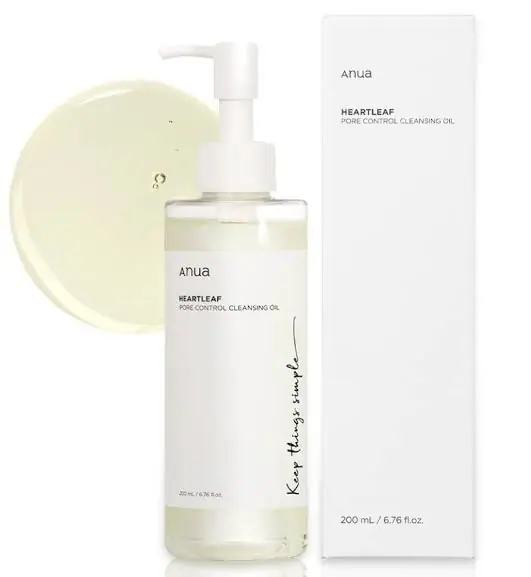 Anua
HEARTLEAF
PORE CONTROL CLEANSING OIL
Keep things simple
200 mL / 6.76 fl.oz.
Anua
HEARTLEAF
PORE CONTROL CLEANSING OIL
200 mL / 6.76 fl.oz.